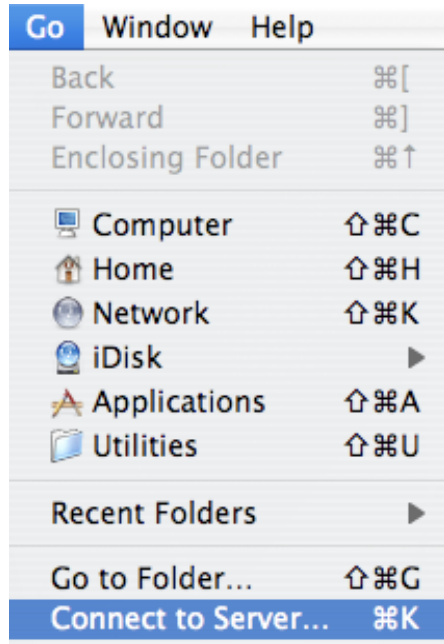 Go Window Help
Back ⌘[
Forward ⌘]
Enclosing Folder ⌘↑
Computer ⇧⌘C
Home ⇧⌘H
Network ⇧⌘K
iDisk ▶
Applications ⇧⌘A
Utilities ⇧⌘U
Recent Folders ▶
Go to Folder... ⇧⌘G
Connect to Server... ⌘K